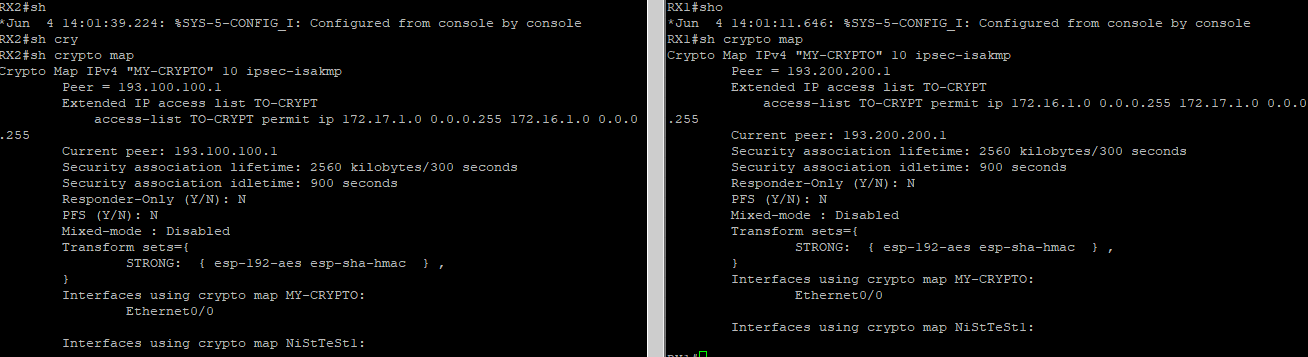 RX2#sh
*Jun  4 14:01:39.224: %SYS-5-CONFIG_I: Configured from console by console
RX2#sh cry
RX2#sh crypto map
Crypto Map IPv4 "MY-CRYPTO" 10 ipsec-isakmp
        Peer = 193.100.100.1
        Extended IP access list TO-CRYPT
            access-list TO-CRYPT permit ip 172.17.1.0 0.0.0.255 172.16.1.0 0.0.0
.255
        Current peer: 193.100.100.1
        Security association lifetime: 2560 kilobytes/300 seconds
        Security association idletime: 900 seconds
        Responder-Only (Y/N): N
        PFS (Y/N): N
        Mixed-mode : Disabled
        Transform sets={
                STRONG:  { esp-192-aes esp-sha-hmac  } ,
        }
        Interfaces using crypto map MY-CRYPTO:
                Ethernet0/0

        Interfaces using crypto map NiStTeSt1:
RX1#sho
*Jun  4 14:01:11.646: %SYS-5-CONFIG_I: Configured from console by console
RX1#sh crypto map
Crypto Map IPv4 "MY-CRYPTO" 10 ipsec-isakmp
        Peer = 193.200.200.1
        Extended IP access list TO-CRYPT
            access-list TO-CRYPT permit ip 172.16.1.0 0.0.0.255 172.17.1.0 0.0.0
.255
        Current peer: 193.200.200.1
        Security association lifetime: 2560 kilobytes/300 seconds
        Security association idletime: 900 seconds
        Responder-Only (Y/N): N
        PFS (Y/N): N
        Mixed-mode : Disabled
        Transform sets={
                STRONG:  { esp-192-aes esp-sha-hmac  } ,
        }
        Interfaces using crypto map MY-CRYPTO:
                Ethernet0/0

        Interfaces using crypto map NiStTeSt1:
RX1#